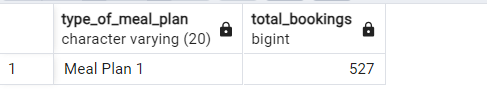 type_of_meal_plan total_bookings
character varying (20) bigint
1 Meal Plan 1 527